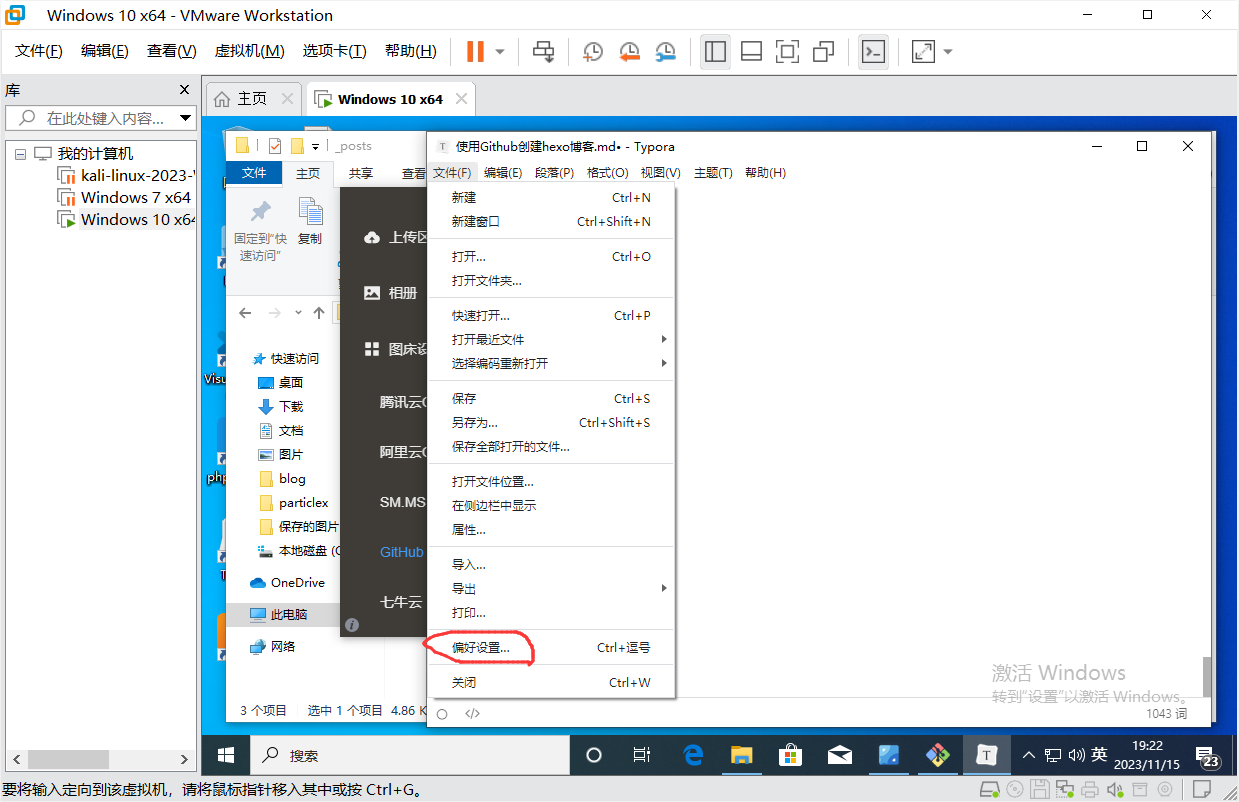 Windows 10 x64 - VMware Workstation
文件(F) 编辑(E) 查看(V) 虚拟机(M) 选项卡(T) 帮助(H)
库
在此处键入内容...
我的计算机
kali-linux-2023-
Windows 7 x64
Windows 10 x64
主页
Windows 10 x64
_posts
文件 主页 共享 查看
固定到"快
速访问"
复制
快速访问
桌面
下载
文档
图片
blog
particlex
保存的图片
本地磁盘 (
OneDrive
此电脑
网络
3 个项目 选中 1 个项目 4.86 K
Visu
php
上传区
相册
图床设
腾讯云
阿里云
SM.MS
GitHub
七牛云
使用Github创建hexo博客.md• - Typora
文件(F) 编辑(E) 段落(P) 格式(O) 视图(V) 主题(T) 帮助(H)
新建 Ctrl+N
新建窗口 Ctrl+Shift+N
打开... Ctrl+O
打开文件夹...
快速打开... Ctrl+P
打开最近文件
选择编码重新打开
保存 Ctrl+S
另存为... Ctrl+Shift+S
保存全部打开的文件...
打开文件位置...
在侧边栏中显示
属性...
导入...
导出
打印...
偏好设置... Ctrl+逗号
关闭 Ctrl+W
激活 Windows
转到"设置"以激活 Windows。
1043 词
搜索
英
19:22
2023/11/15
23
要将输入定向到该虚拟机，请将鼠标指针移入其中或按 Ctrl+G。